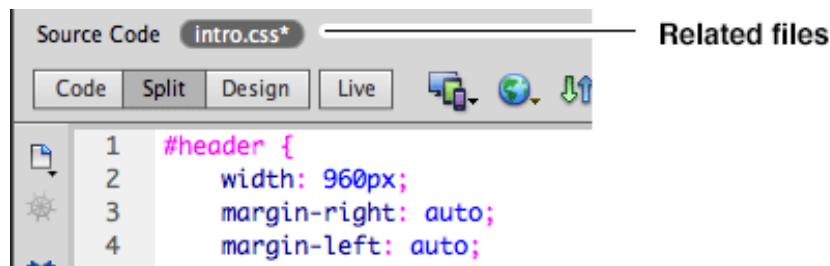 Source Code intro.css* Related files
Code Split Design Live
1 #header {
2 width: 960px;
3 margin-right: auto;
4 margin-left: auto;